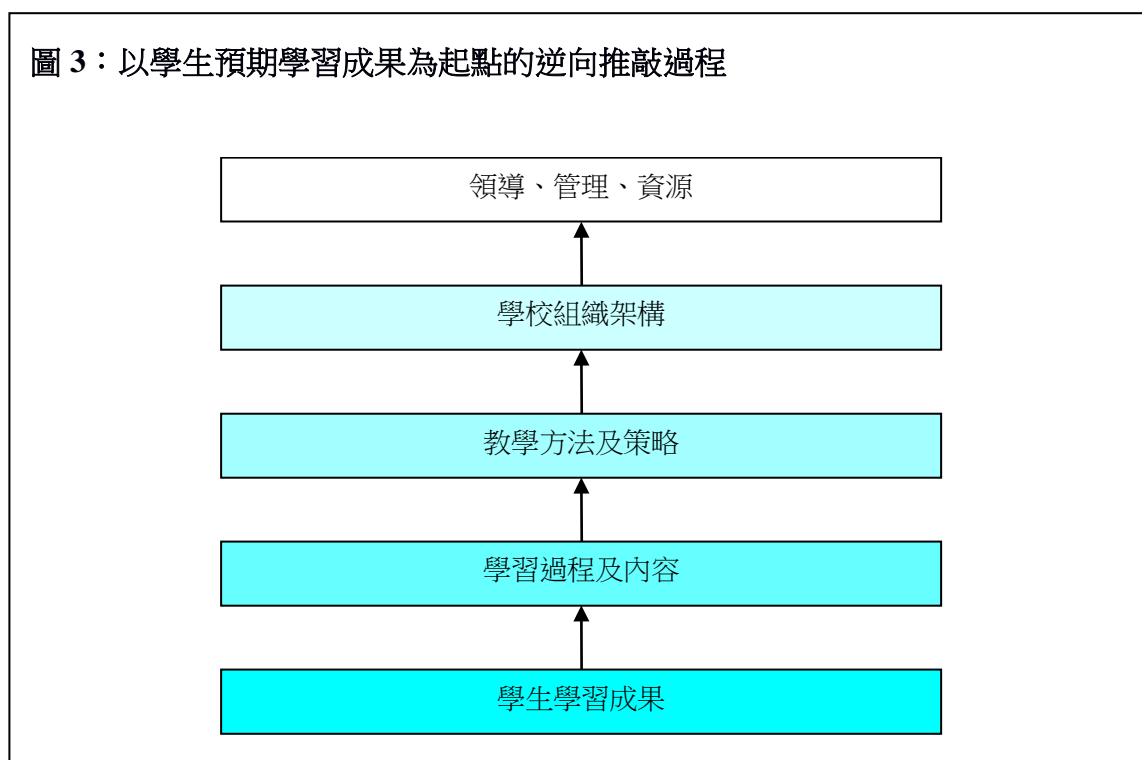 圖 3：以學生預期學習成果為起點的逆向推敲過程
領導、管理、資源
學校組織架構
教學方法及策略
學習過程及內容
學生學習成果